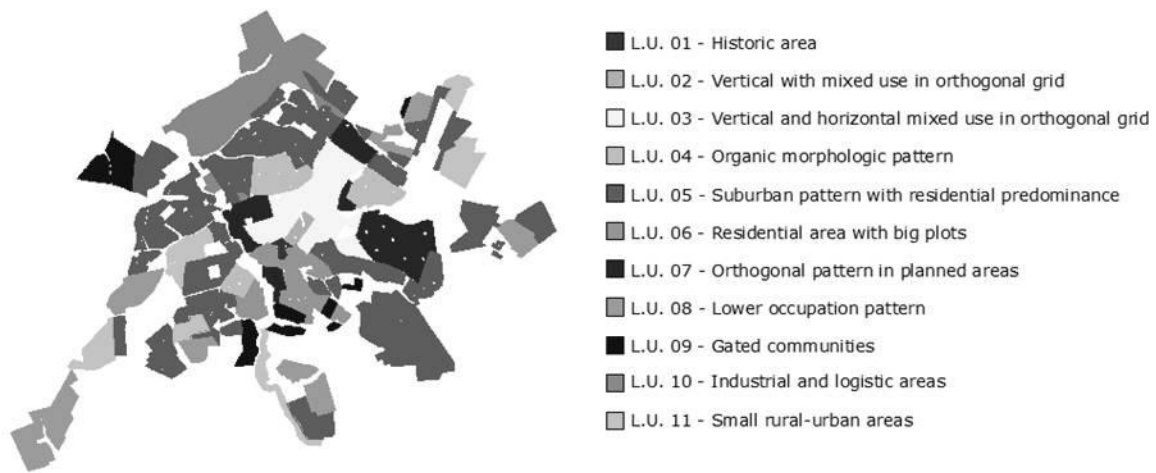 L.U. 01 - Historic area
L.U. 02 - Vertical with mixed use in orthogonal grid
L.U. 03 - Vertical and horizontal mixed use in orthogonal grid
L.U. 04 - Organic morphologic pattern
L.U. 05 - Suburban pattern with residential predominance
L.U. 06 - Residential area with big plots
L.U. 07 - Orthogonal pattern in planned areas
L.U. 08 - Lower occupation pattern
L.U. 09 - Gated communities
L.U. 10 - Industrial and logistic areas
L.U. 11 - Small rural-urban areas